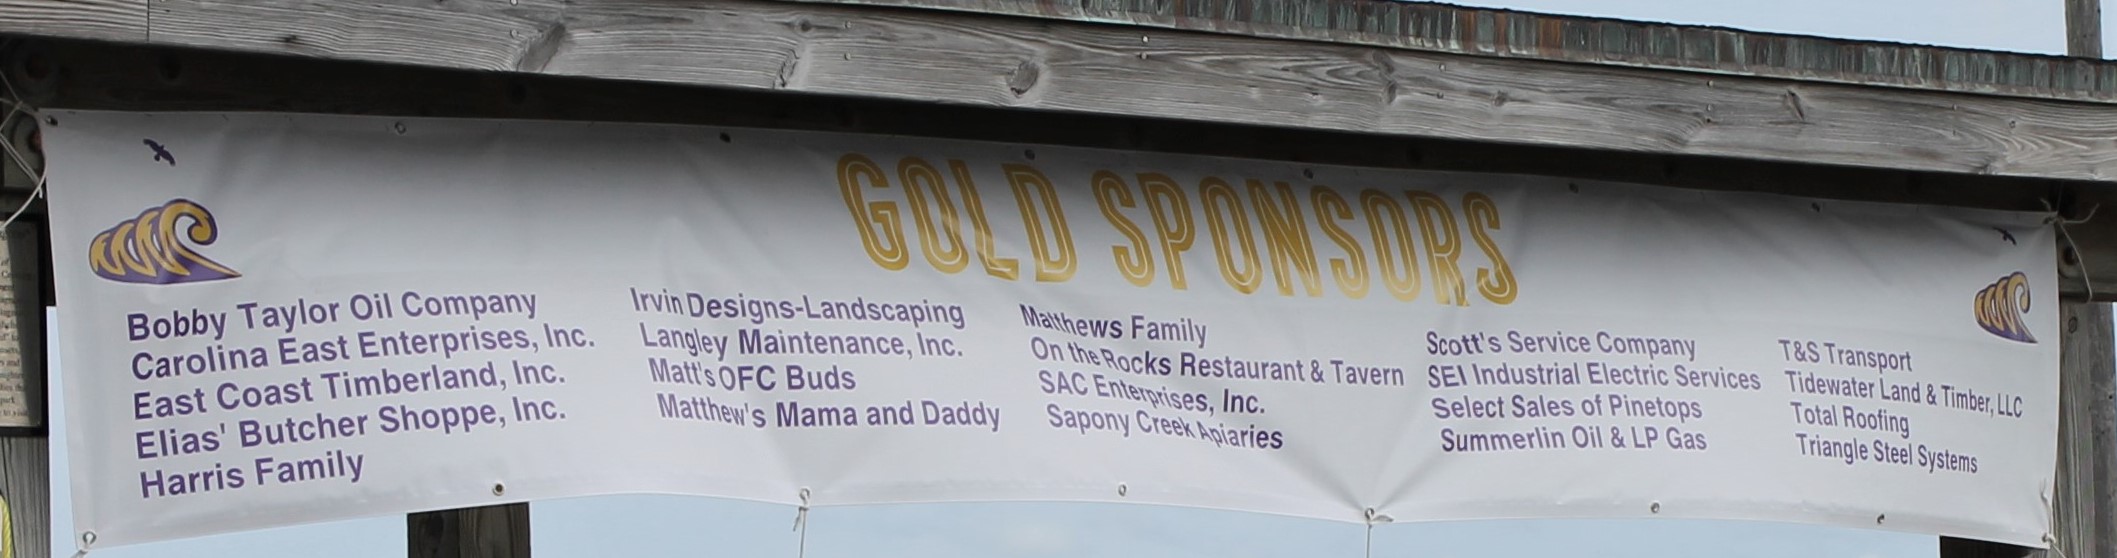 GOLD SPONSORS
Bobby Taylor Oil Company
Carolina East Enterprises, Inc.
East Coast Timberland, Inc.
Elias' Butcher Shoppe, Inc.
Harris Family
Irvin Designs-Landscaping
Langley Maintenance, Inc.
Matt's OFC Buds
Matthew's Mama and Daddy
Matthews Family
On the Rocks Restaurant & Tavern
SAC Enterprises, Inc.
Sapony Creek Apiaries
Scott's Service Company
SEI Industrial Electric Services
Select Sales of Pinetops
Summerlin Oil & LP Gas
T&S Transport
Tidewater Land & Timber, LLC
Total Roofing
Triangle Steel Systems